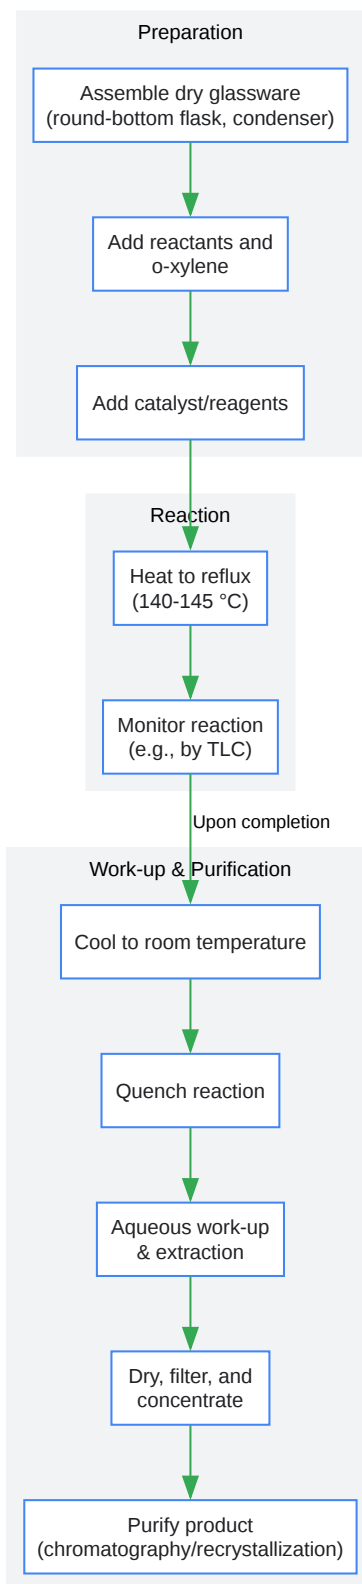 Preparation
Assemble dry glassware
(round-bottom flask, condenser)
Add reactants and
o-xylene
Add catalyst/reagents
Reaction
Heat to reflux
(140-145 °C)
Monitor reaction
(e.g., by TLC)
Upon completion
Work-up & Purification
Cool to room temperature
Quench reaction
Aqueous work-up
& extraction
Dry, filter, and
concentrate
Purify product
(chromatography/recrystallization)